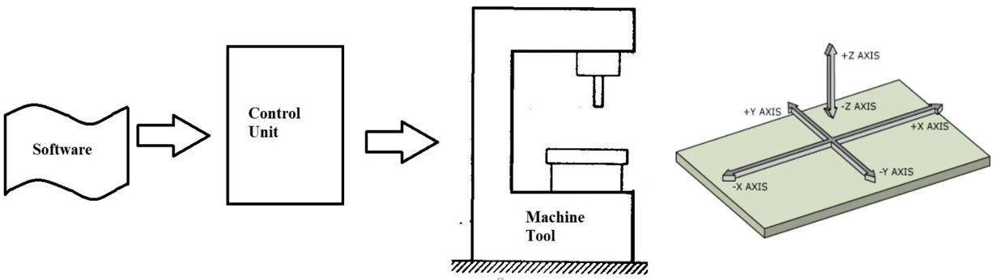 Software
Control
Unit
Machine
Tool
+Z AXIS
-Z AXIS
+Y AXIS
+X AXIS
-Y AXIS
-X AXIS